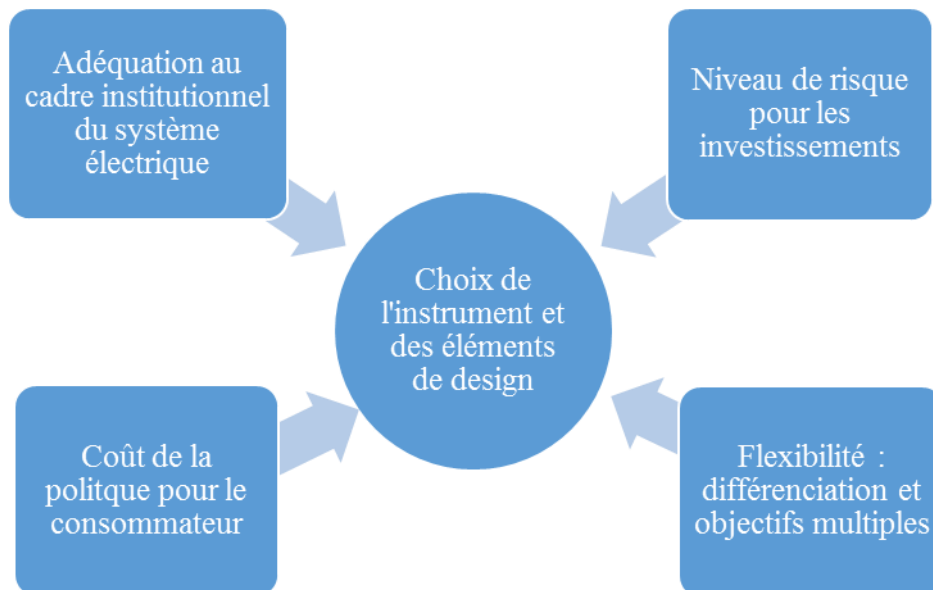 Adéquation au
cadre institutionnel
du système
électrique
Niveau de risque
pour les
investissements
Choix de
l'instrument et
des éléments
de design
Coût de la
politque pour le
consommateur
Flexibilité :
différenciation et
objectifs multiples